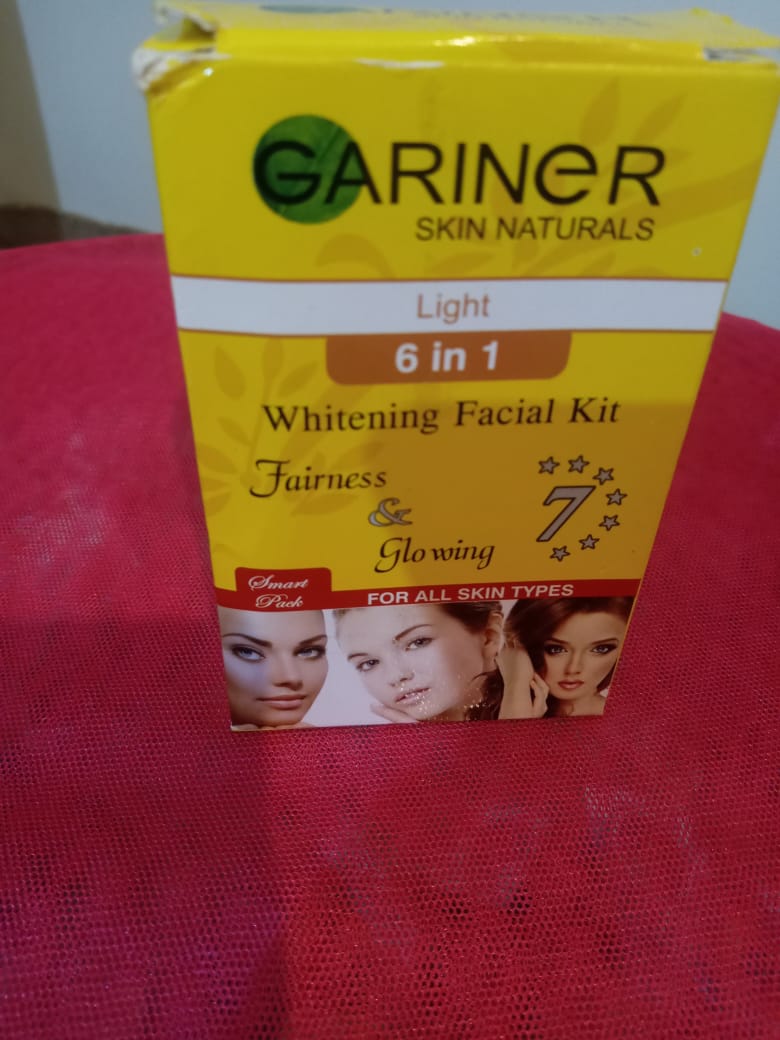 GARINER
SKIN NATURALS
Light
6 in 1
Whitening Facial Kit
Fairness
&
Glowing
7
Smart
Pack
FOR ALL SKIN TYPES